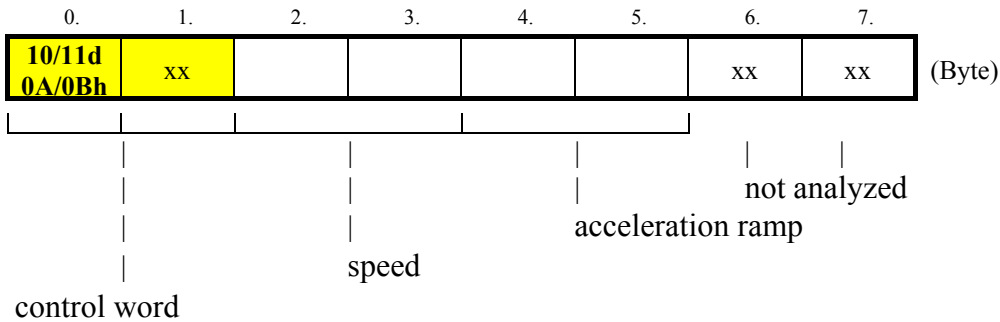 0. 1. 2. 3. 4. 5. 6. 7.
10/11d
0A/0Bh
xx xx xx (Byte)
not analyzed
acceleration ramp
speed
control word